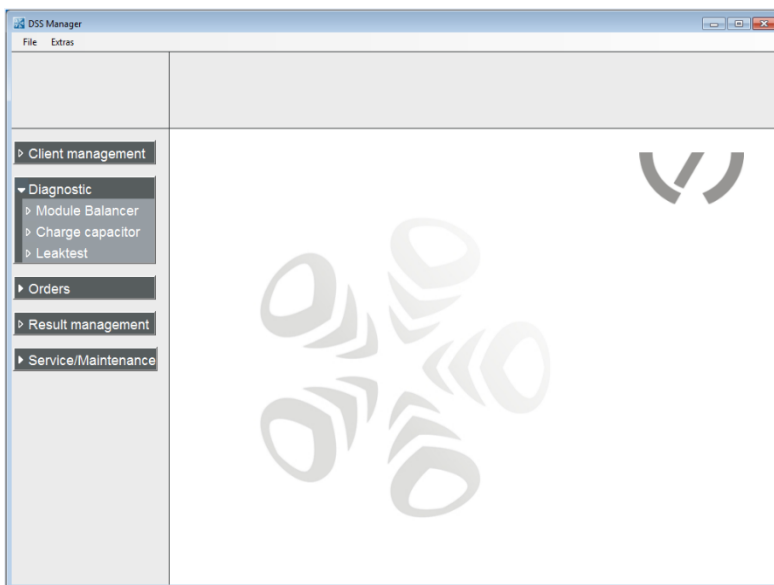 DSS Manager
File Extras
Client management
Diagnostic
Module Balancer
Charge capacitor
Leaktest
Orders
Result management
Service/Maintenance